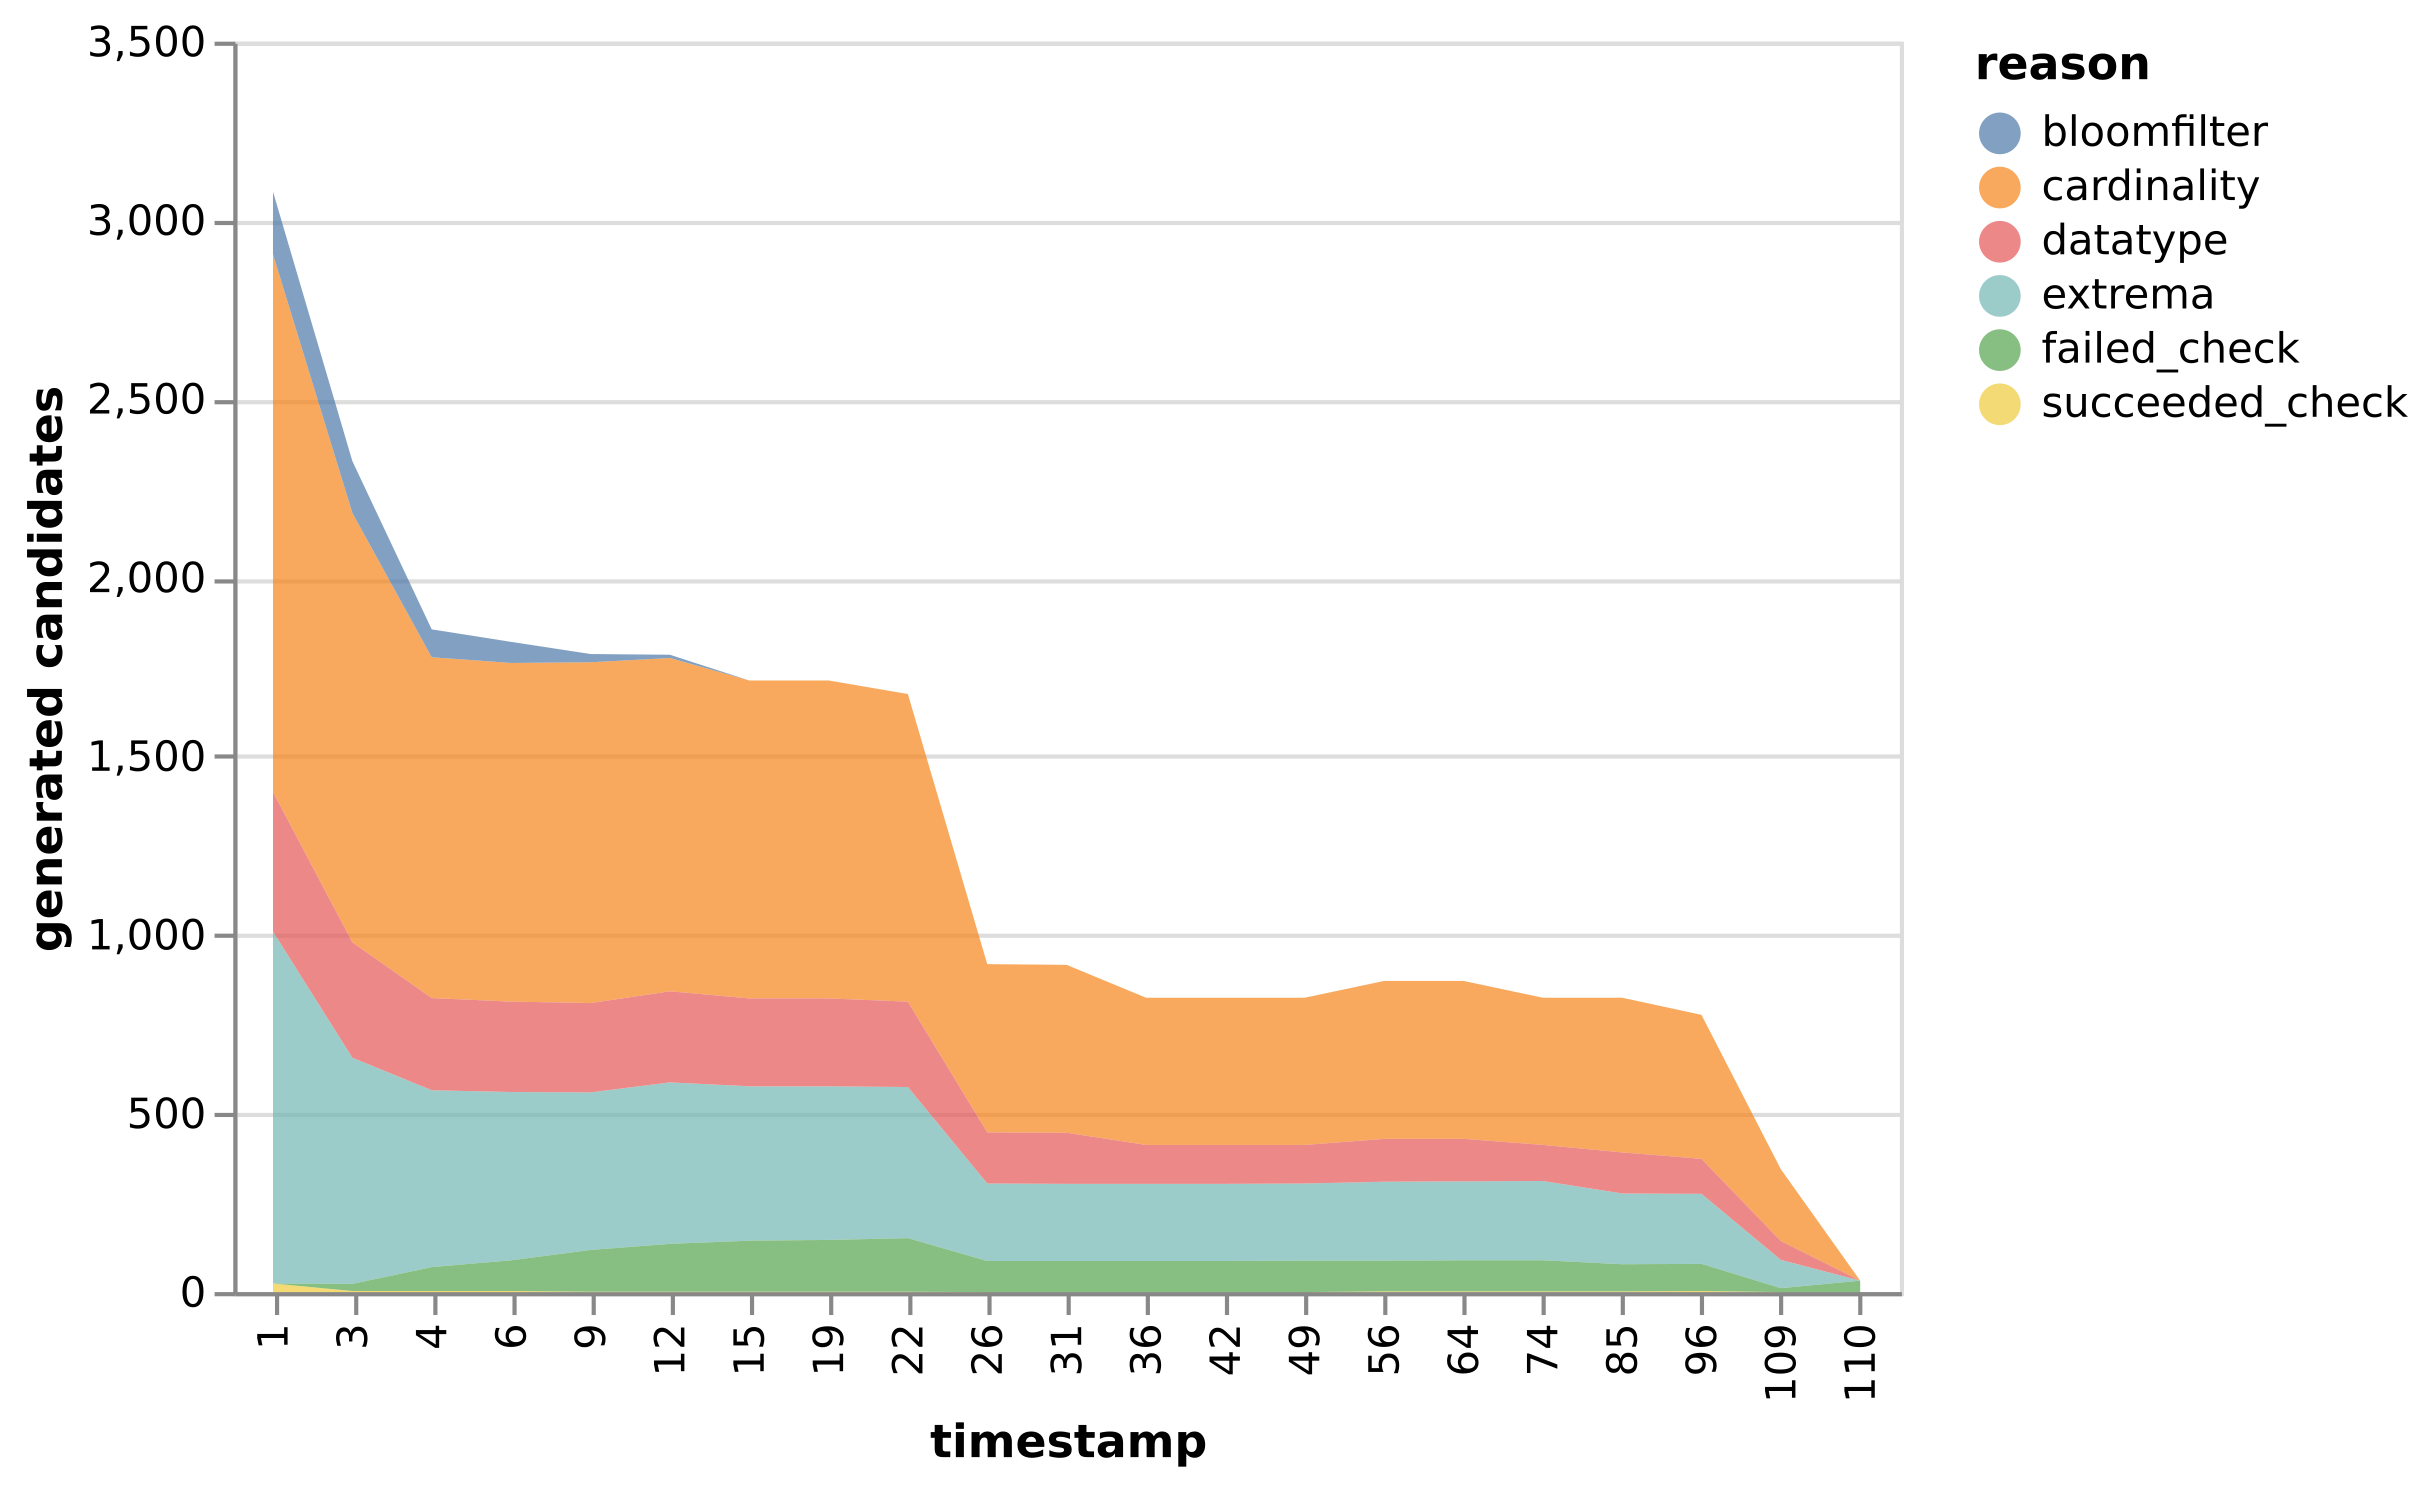 generated candidates
3,500
3,000
2,500
2,000
1,500
1,000
500
0
1 3 4 6 9 12 15 19 22 26 31 36 42 49 56 64 74 85 96 109 110
timestamp
reason
bloomfilter
cardinality
datatype
extrema
failed_check
succeeded_check